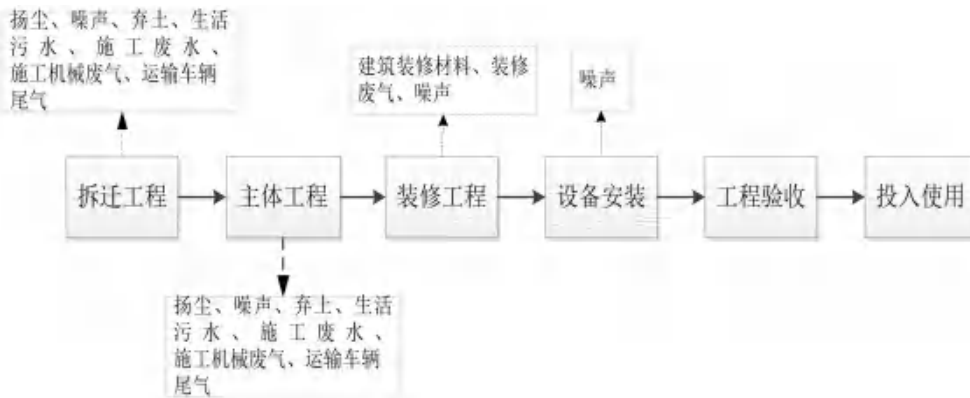 扬尘、噪声、弃土、生活
污水、施工废水、
施工机械废气、运输车辆
尾气
建筑装修材料、装修
废气、噪声
噪声
拆迁工程
主体工程
装修工程
设备安装
工程验收
投入使用
扬尘、噪声、弃土、生活
污水、施工废水、
施工机械废气、运输车辆
尾气